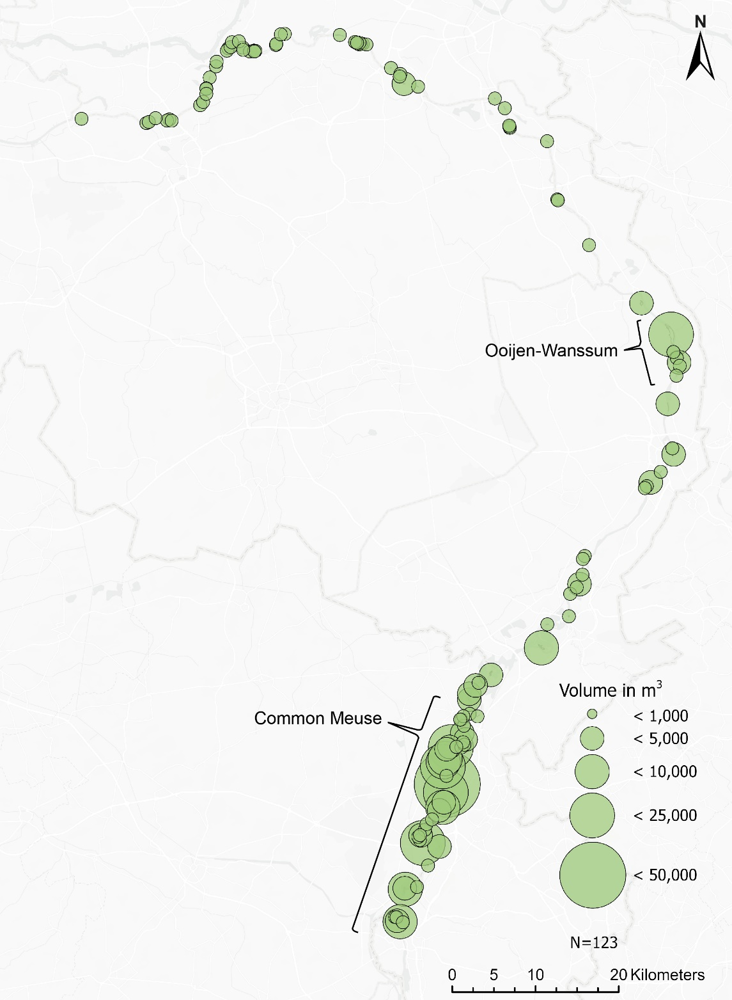 N
Ooijen-Wanssum
Common Meuse
Volume in m³
< 1,000
< 5,000
< 10,000
< 25,000
< 50,000
N=123
0 5 10 20 Kilometers